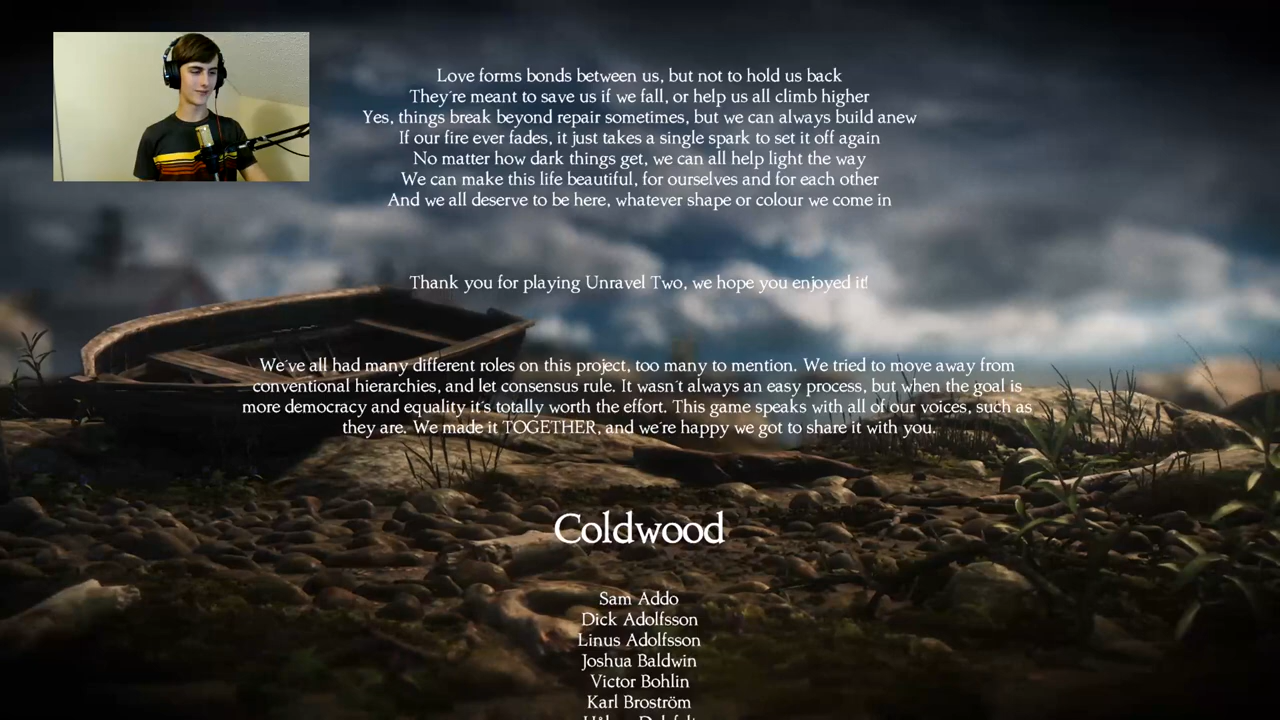 Love forms bonds between us, but not to hold us back
They´re meant to save us if we fall, or help us all climb higher
Yes, things break beyond repair sometimes, but we can always build anew
If our fire ever fades, it just takes a single spark to set it off again
No matter how dark things get, we can all help light the way
We can make this life beautiful, for ourselves and for each other
And we all deserve to be here, whatever shape or colour we come in
Thank you for playing Unravel Two, we hope you enjoyed it!
We´ve all had many different roles on this project, too many to mention. We tried to move away from
conventional hierarchies, and let consensus rule. It wasn´t always an easy process, but when the goal is
more democracy and equality it´s totally worth the effort. This game speaks with all of our voices, such as
they are. We made it TOGETHER, and we´re happy we got to share it with you.
Coldwood
Sam Addo
Dick Adolfsson
Linus Adolfsson
Joshua Baldwin
Victor Bohlin
Karl Broström